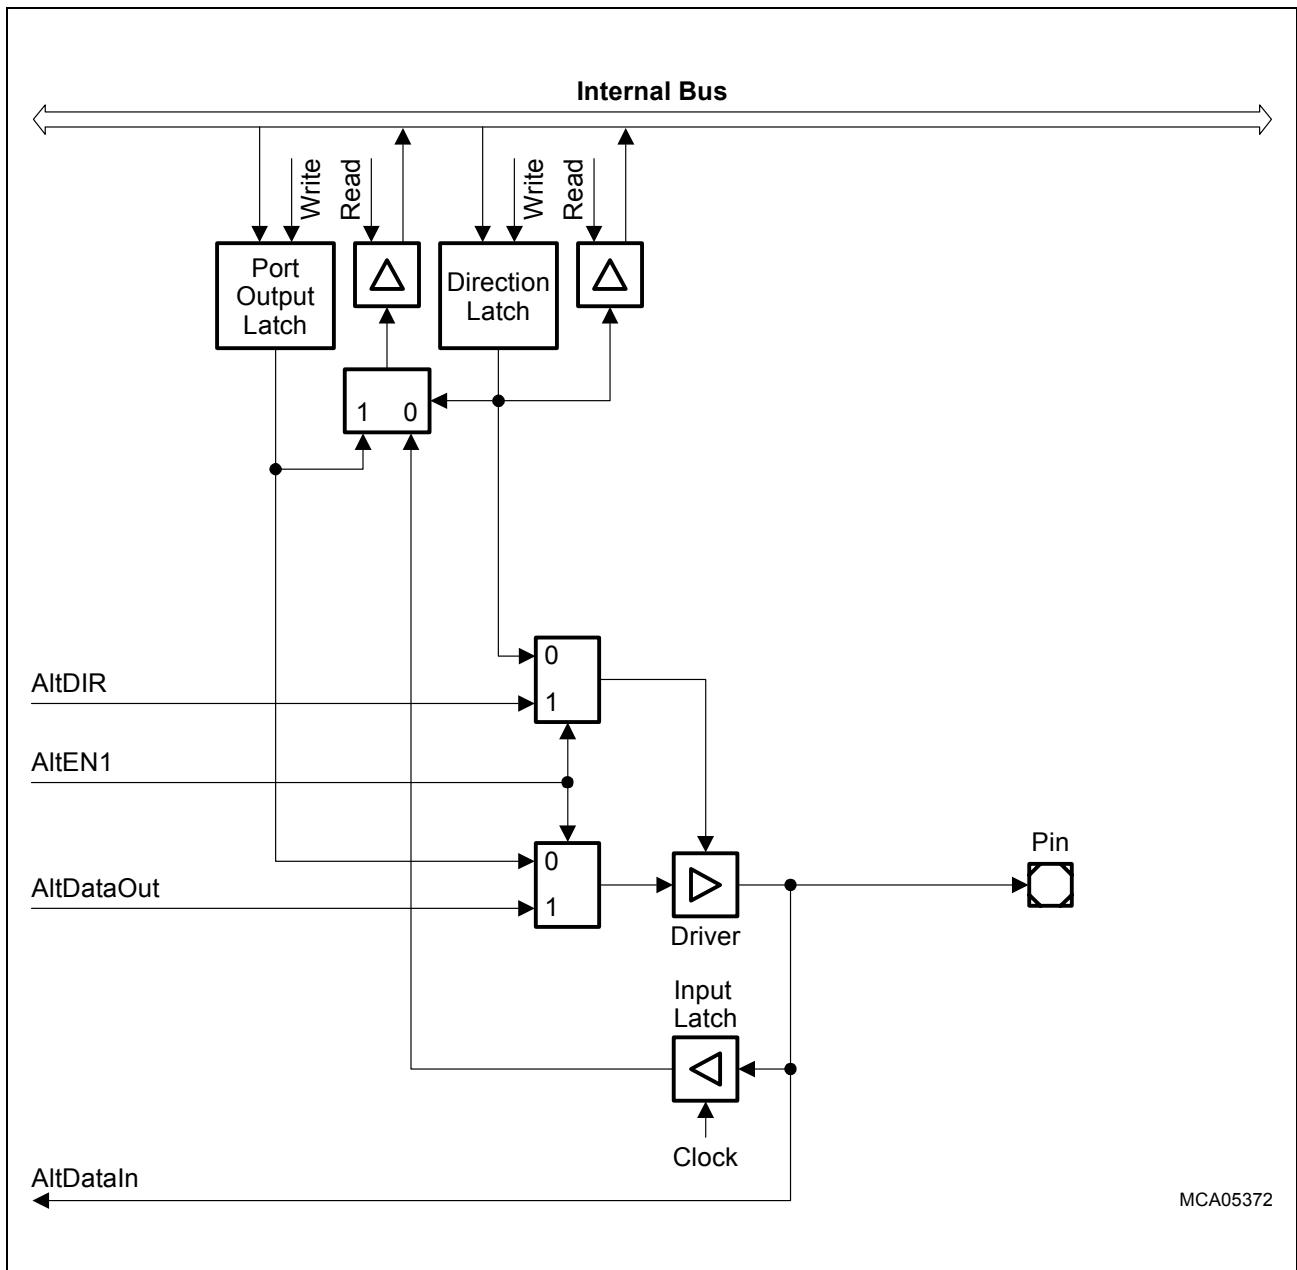 Internal Bus
Write
Read
Write
Read
Port
Output
Latch
Direction
Latch
1 0
0
AltDIR
1
AltEN1
0
AltDataOut
1
Driver
Pin
Input
Latch
Clock
AltDataIn
MCA05372